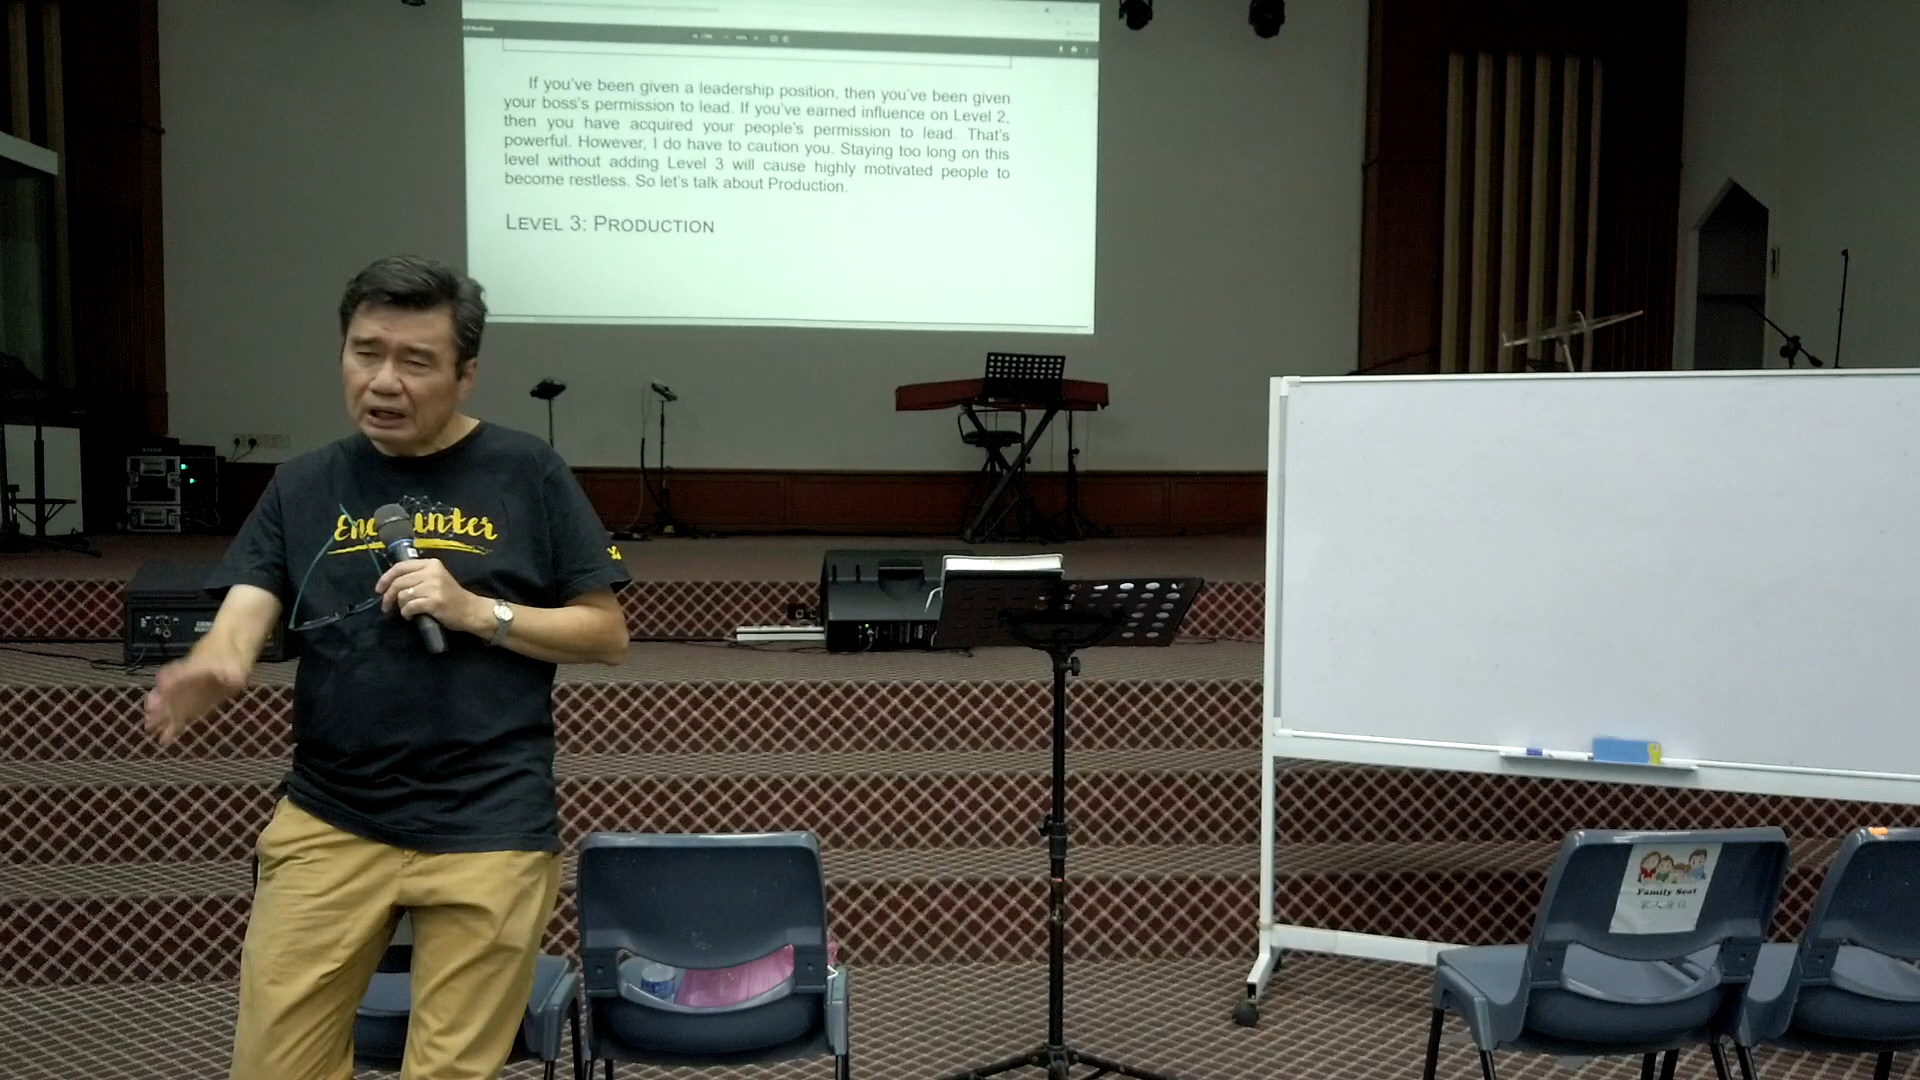 If you've been given a leadership position, then you've been given
your boss's permission to lead. If you've earned influence on Level 2,
then you have acquired your people's permission to lead. That's
powerful. However, I do have to caution you. Staying too long on this
level without adding Level 3 will cause highly motivated people to
become restless. So let's talk about Production.
LEVEL 3: PRODUCTION
Family Seat